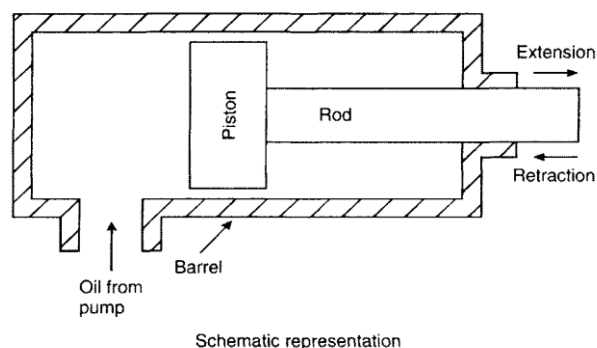 Extension
Piston
Rod
Retraction
Barrel
Oil from
pump
Schematic representation